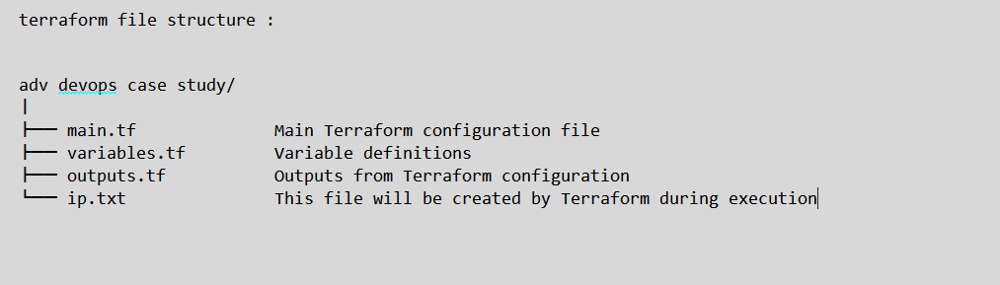 terraform file structure :
adv devops case study/
|
├── main.tf Main Terraform configuration file
├── variables.tf Variable definitions
├── outputs.tf Outputs from Terraform configuration
└── ip.txt This file will be created by Terraform during execution